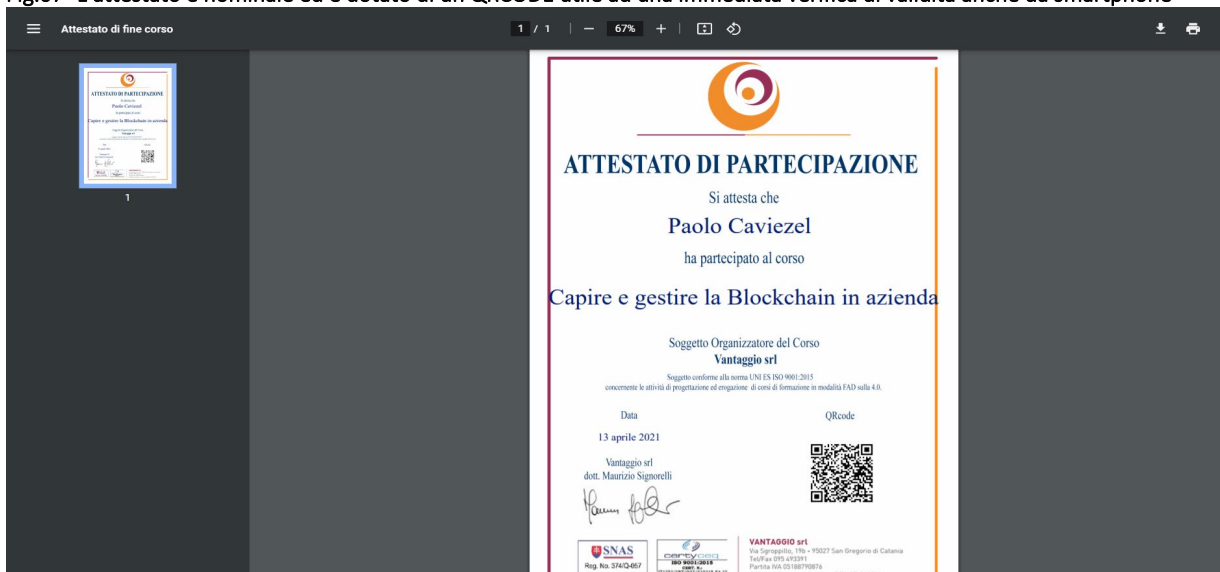 Fig.07 - L'attestato è nominale ed è dotato di un QRCODE utile ad una immediata verifica di validità anche da smartphone
Attestato di fine corso
1 / 1
67%
1
ATTESTATO DI PARTECIPAZIONE
Si attesta che
Paolo Caviezel
ha partecipato al corso
Capire e gestire la Blockchain in azienda
Soggetto Organizzatore del Corso
Vantaggio srl
Soggetto conforme alla norma UNI ES ISO 9001:2015
concernente le attività di progettazione ed erogazione di corsi di formazione in modalità FAD sulla 4.0.
Data
QRcode
13 aprile 2021
Vantaggio srl
dott. Maurizio Signorelli
SNAS
Reg. No. 374/Q-057
certyceq
ISO 9001:2015
VANTAGGIO srl
Via Sgroppillo, 19b - 95027 San Gregorio di Catania
Tel/Fax 095 493391
Partita IVA 05188790876